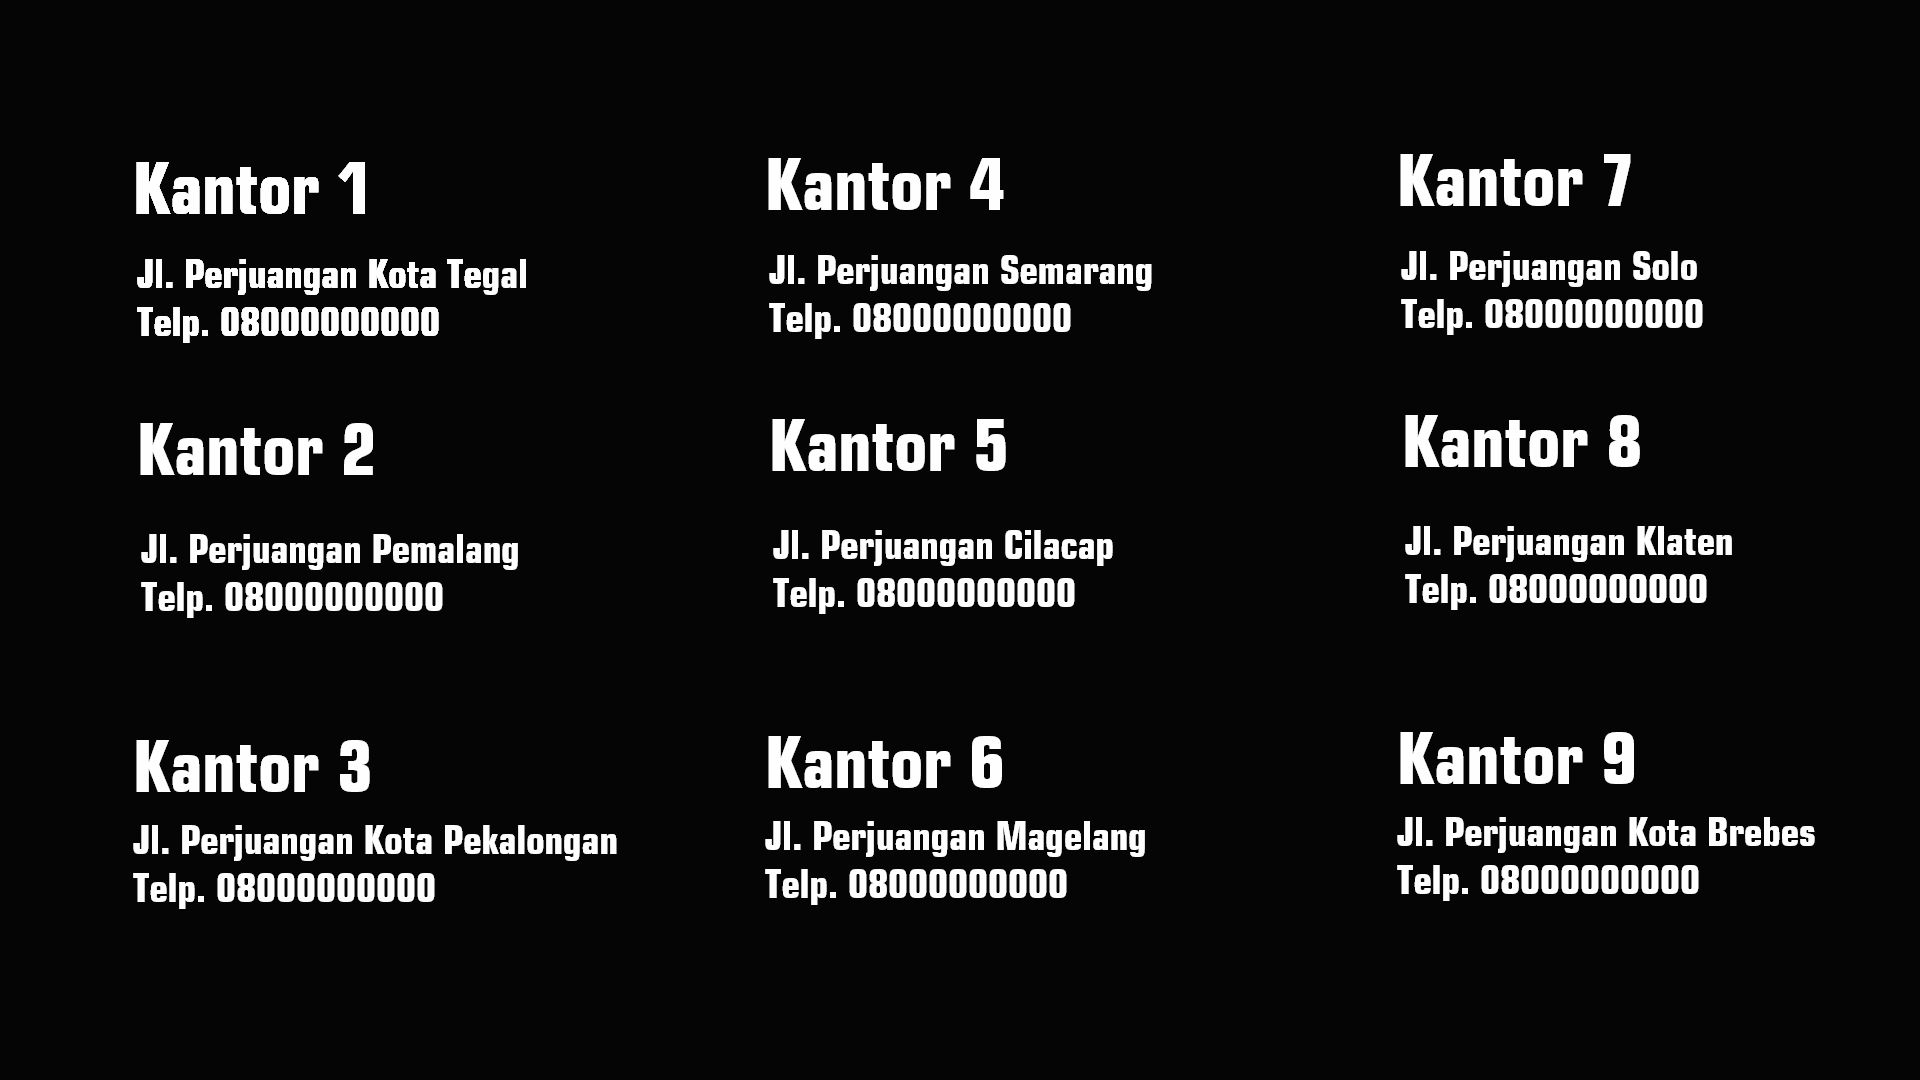 Kantor 1
Jl. Perjuangan Kota Tegal
Telp. 08000000000
Kantor 2
Jl. Perjuangan Pemalang
Telp. 08000000000
Kantor 3
Jl. Perjuangan Kota Pekalongan
Telp. 08000000000
Kantor 4
Jl. Perjuangan Semarang
Telp. 08000000000
Kantor 5
Jl. Perjuangan Cilacap
Telp. 08000000000
Kantor 6
Jl. Perjuangan Magelang
Telp. 08000000000
Kantor 7
Jl. Perjuangan Solo
Telp. 08000000000
Kantor 8
Jl. Perjuangan Klaten
Telp. 08000000000
Kantor 9
Jl. Perjuangan Kota Brebes
Telp. 08000000000